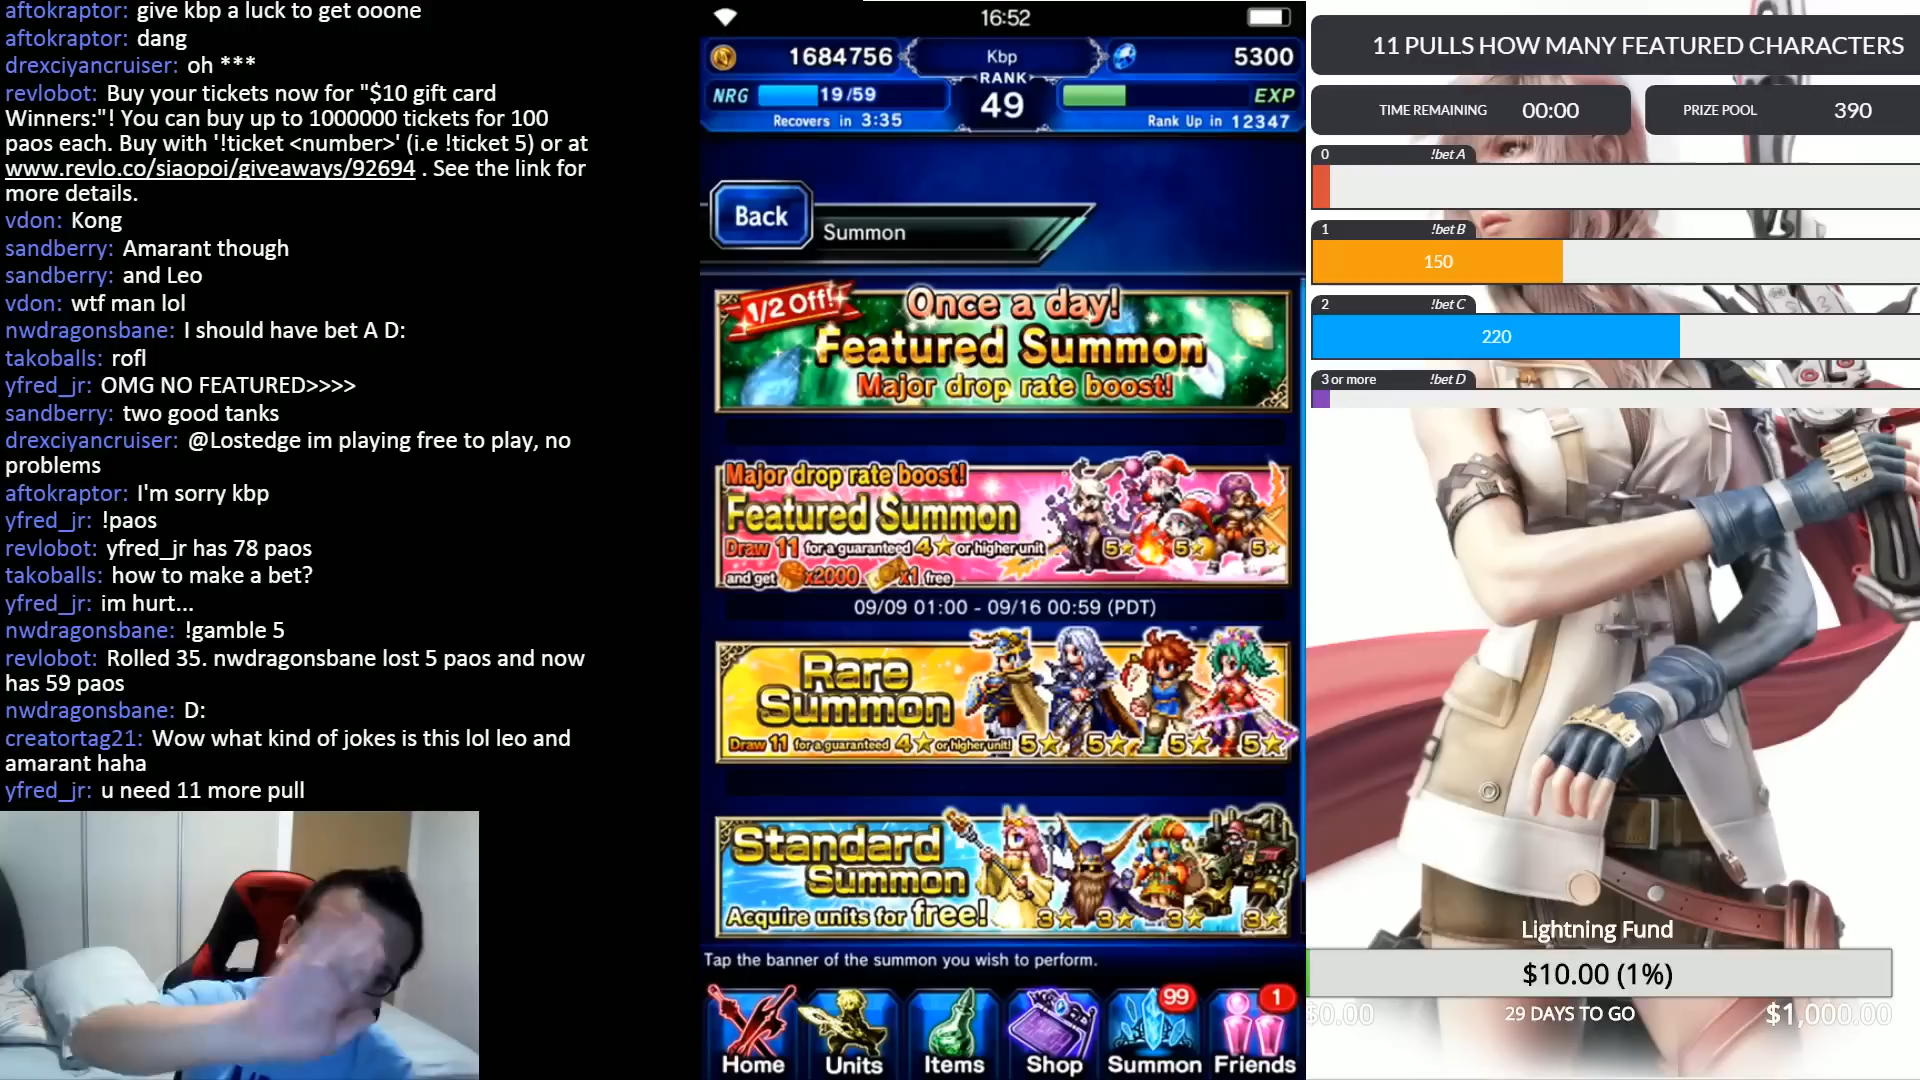 aftokraptor: give kbp a luck to get ooone
aftokraptor: dang
drexciyancruiser: oh ***
revlobot: Buy your tickets now for "$10 gift card
Winners:"! You can buy up to 1000000 tickets for 100
paos each. Buy with '!ticket <number>' (i.e !ticket 5) or at
www.revlo.co/siaopoi/giveaways/92694 . See the link for
more details.
vdon: Kong
sandberry: Amarant though
sandberry: and Leo
vdon: wtf man lol
nwdragonsbane: I should have bet A D:
takoballs: rofl
yfred_jr: OMG NO FEATURED>>>>
sandberry: two good tanks
drexciyancruiser: @Lostedge im playing free to play, no
problems
aftokraptor: I'm sorry kbp
yfred_jr: !paos
revlobot: yfred_jr has 78 paos
takoballs: how to make a bet?
yfred_jr: im hurt...
nwdragonsbane: !gamble 5
revlobot: Rolled 35. nwdragonsbane lost 5 paos and now
has 59 paos
nwdragonsbane: D:
creatortag21: Wow what kind of jokes is this lol leo and
amarant haha
yfred_jr: u need 11 more pull
16:52
1684756
Kbp
5300
RANK
49
NRG 19/59
Recovers in 3:35
EXP
Rank Up in 12347
Back
Summon
1/2 Off!
Once a day!
Featured Summon
Major drop rate boost!
Major drop rate boost!
Featured Summon
Draw 11 for a guaranteed 4★ or higher unit
and get x2000 x1 free
5★ 5★ 5★
09/09 01:00 - 09/16 00:59 (PDT)
Rare
Summon
Draw 11 for a guaranteed 4★ or higher unit!
5★ 5★ 5★ 5★
Standard
Summon
Acquire units for free!
3★ 3★ 3★ 3★
Tap the banner of the summon you wish to perform.
99
1
Home
Units
Items
Shop
Summon
Friends
11 PULLS HOW MANY FEATURED CHARACTERS
TIME REMAINING 00:00
PRIZE POOL 390
0 !bet A
1 !bet B
150
2 !bet C
220
3 or more !bet D
Lightning Fund
$10.00 (1%)
$0.00
29 DAYS TO GO
$1,000.00